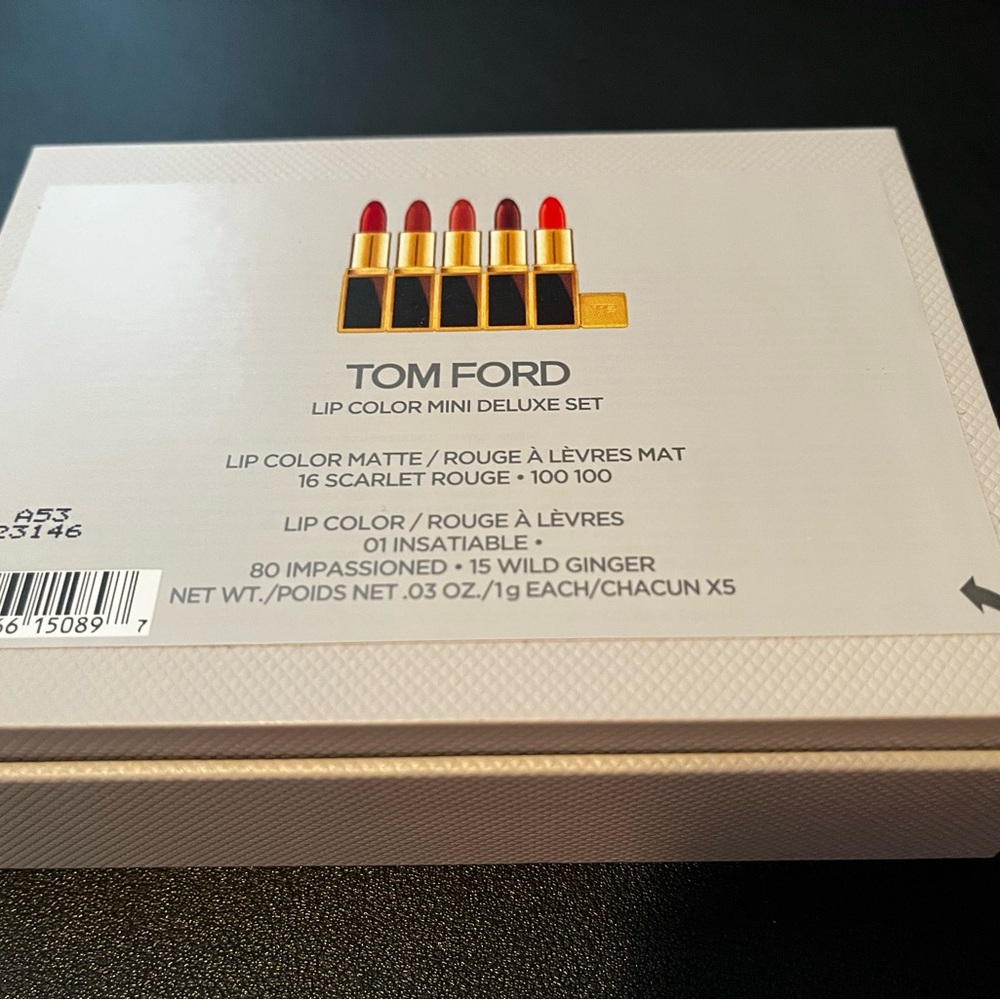 TOM FORD
LIP COLOR MINI DELUXE SET
LIP COLOR MATTE / ROUGE À LÈVRES MAT
16 SCARLET ROUGE • 100 100
LIP COLOR / ROUGE À LÈVRES
01 INSATIABLE •
80 IMPASSIONED • 15 WILD GINGER
NET WT./POIDS NET .03 OZ./1g EACH/CHACUN X5
A53
23146
15089 7